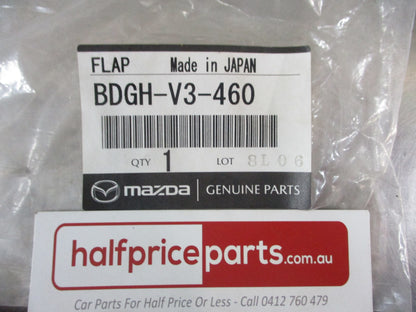 FLAP Made in JAPAN
BDGH-V3-460
QTY 1 LOT 8L06
mazda GENUINE PARTS
halfpriceparts.com.au
Car Parts For Half Price Or Less - Call 0412 760 479